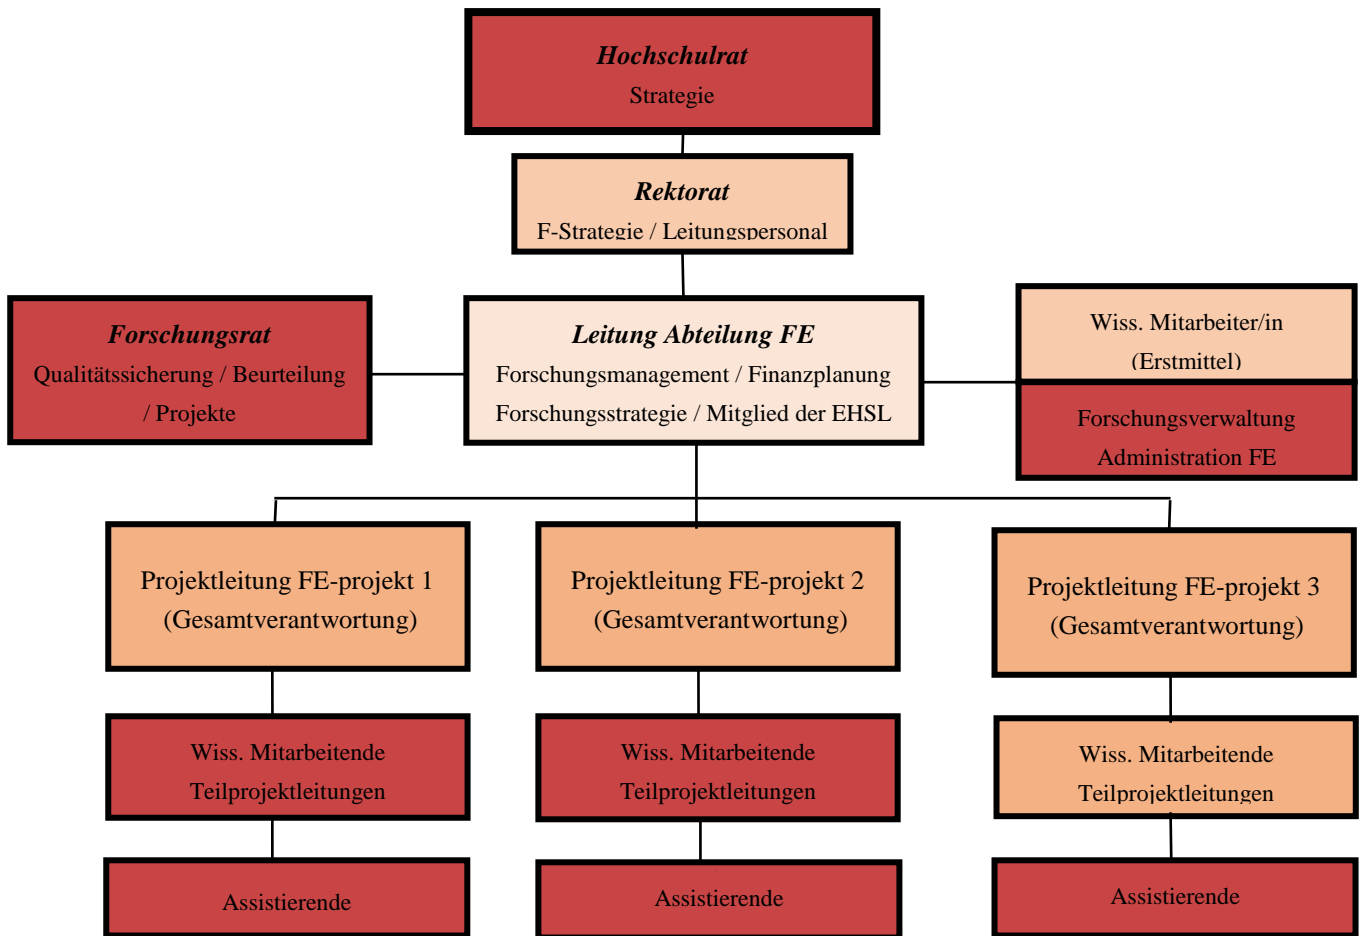 Hochschulrat
Strategie
Rektorat
F-Strategie / Leitungspersonal
Forschungsrat
Qualitätssicherung / Beurteilung
/ Projekte
Leitung Abteilung FE
Forschungsmanagement / Finanzplanung
Forschungsstrategie / Mitglied der EHSL
Wiss. Mitarbeiter/in
(Erstmittel)
Forschungsverwaltung
Administration FE
Projektleitung FE-projekt 1
(Gesamtverantwortung)
Projektleitung FE-projekt 2
(Gesamtverantwortung)
Projektleitung FE-projekt 3
(Gesamtverantwortung)
Wiss. Mitarbeitende
Teilprojektleitungen
Wiss. Mitarbeitende
Teilprojektleitungen
Wiss. Mitarbeitende
Teilprojektleitungen
Assistierende
Assistierende
Assistierende